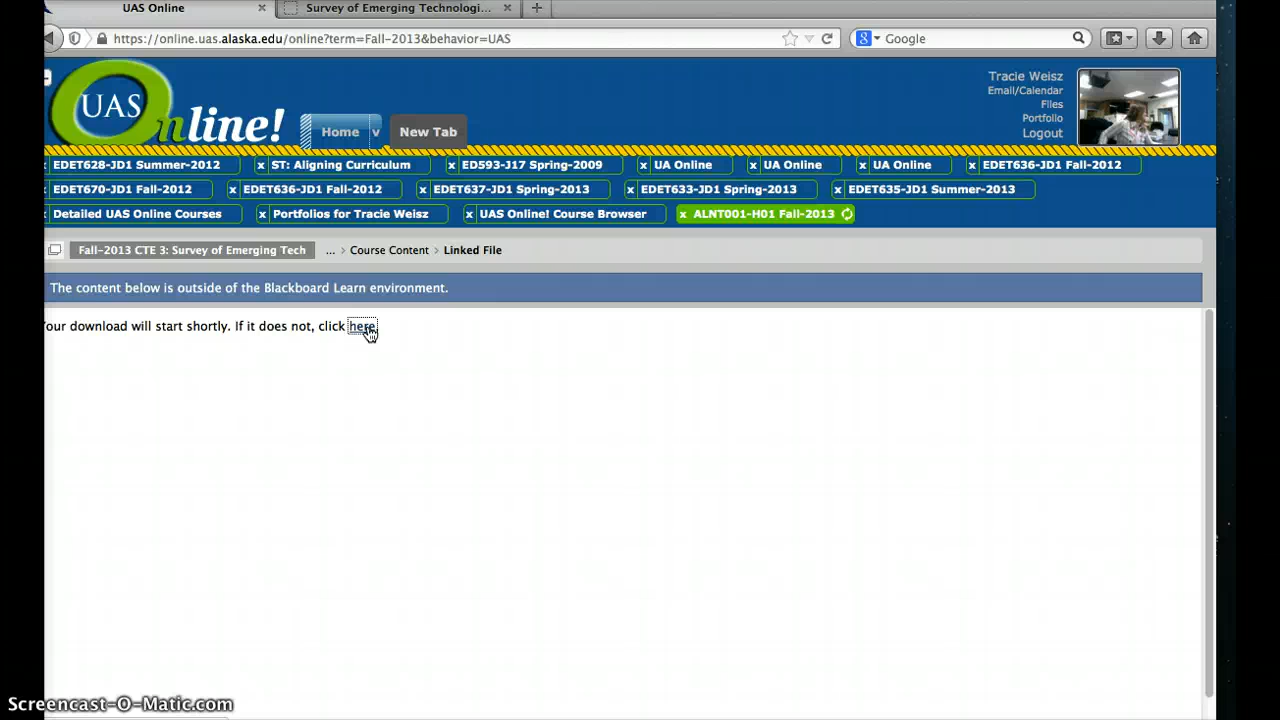 UAS Online
Survey of Emerging Technologi...
https://online.uas.alaska.edu/online?term=Fall-2013&behavior=UAS
Google
UAS Online!
Home v New Tab
Tracie Weisz
Email/Calendar
Files
Portfolio
Logout
EDET628-JD1 Summer-2012 x ST: Aligning Curriculum x ED593-J17 Spring-2009 x UA Online x UA Online x UA Online x EDET636-JD1 Fall-2012
EDET670-JD1 Fall-2012 x EDET636-JD1 Fall-2012 x EDET637-JD1 Spring-2013 x EDET633-JD1 Spring-2013 x EDET635-JD1 Summer-2013
Detailed UAS Online Courses x Portfolios for Tracie Weisz x UAS Online! Course Browser x ALNT001-H01 Fall-2013
Fall-2013 CTE 3: Survey of Emerging Tech ... > Course Content > Linked File
The content below is outside of the Blackboard Learn environment.
Your download will start shortly. If it does not, click here.
Screencast-O-Matic.com